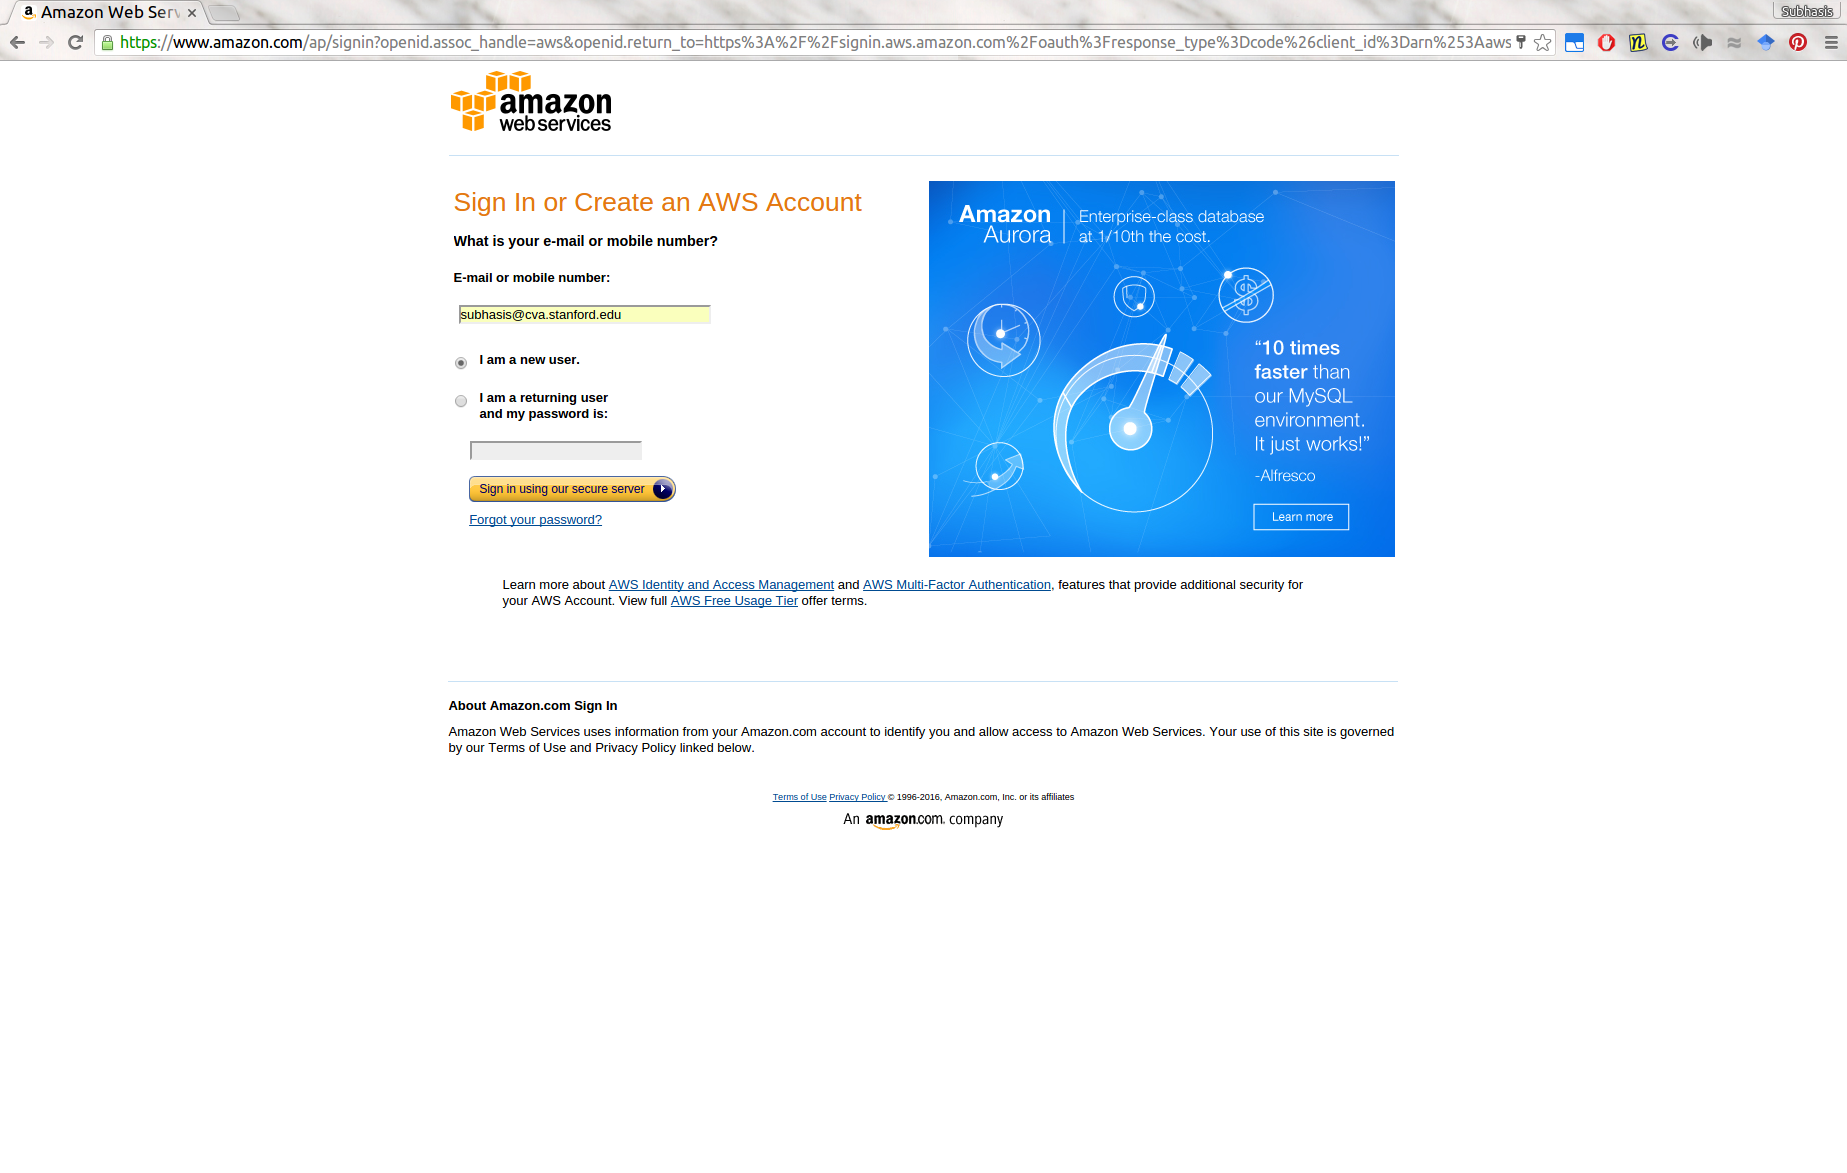 Amazon Web Serv
Subhasis
https://www.amazon.com/ap/signin?openid.assoc_handle=aws&openid.return_to=https%3A%2F%2Fsignin.aws.amazon.com%2Foauth%3Fresponse_type%3Dcode%26client_id%3Darn%253Aaws
amazon
web services
Sign In or Create an AWS Account
What is your e-mail or mobile number?
E-mail or mobile number:
subhasis@cva.stanford.edu
I am a new user.
I am a returning user
and my password is:
Sign in using our secure server
Forgot your password?
Amazon
Aurora
Enterprise-class database
at 1/10th the cost.
“10 times
faster than
our MySQL
environment.
It just works!”
-Alfresco
Learn more
Learn more about AWS Identity and Access Management and AWS Multi-Factor Authentication, features that provide additional security for
your AWS Account. View full AWS Free Usage Tier offer terms.
About Amazon.com Sign In
Amazon Web Services uses information from your Amazon.com account to identify you and allow access to Amazon Web Services. Your use of this site is governed
by our Terms of Use and Privacy Policy linked below.
Terms of Use Privacy Policy © 1996-2016, Amazon.com, Inc. or its affiliates
An amazon.com. company